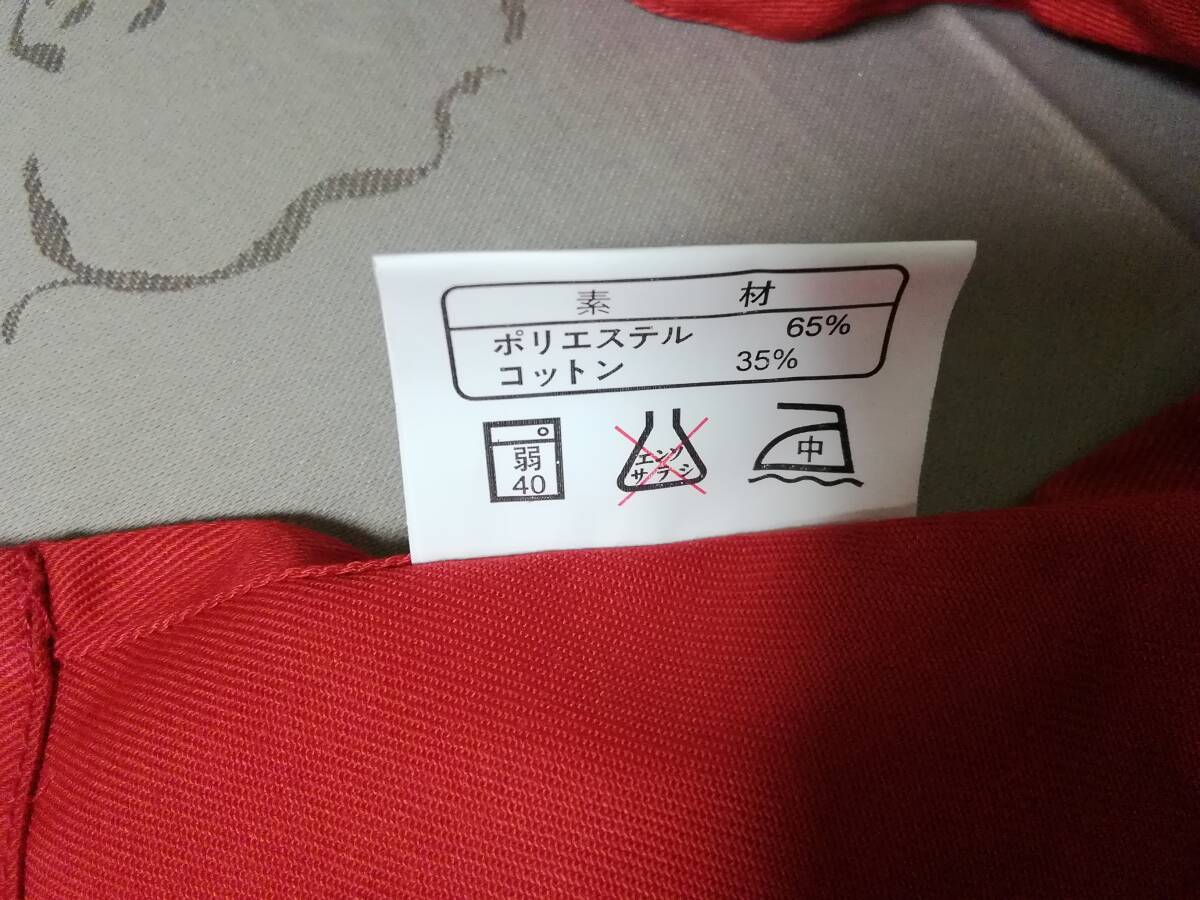 素 材
ポリエステル 65%
コットン 35%
弱
40
エンソ
サラシ
中